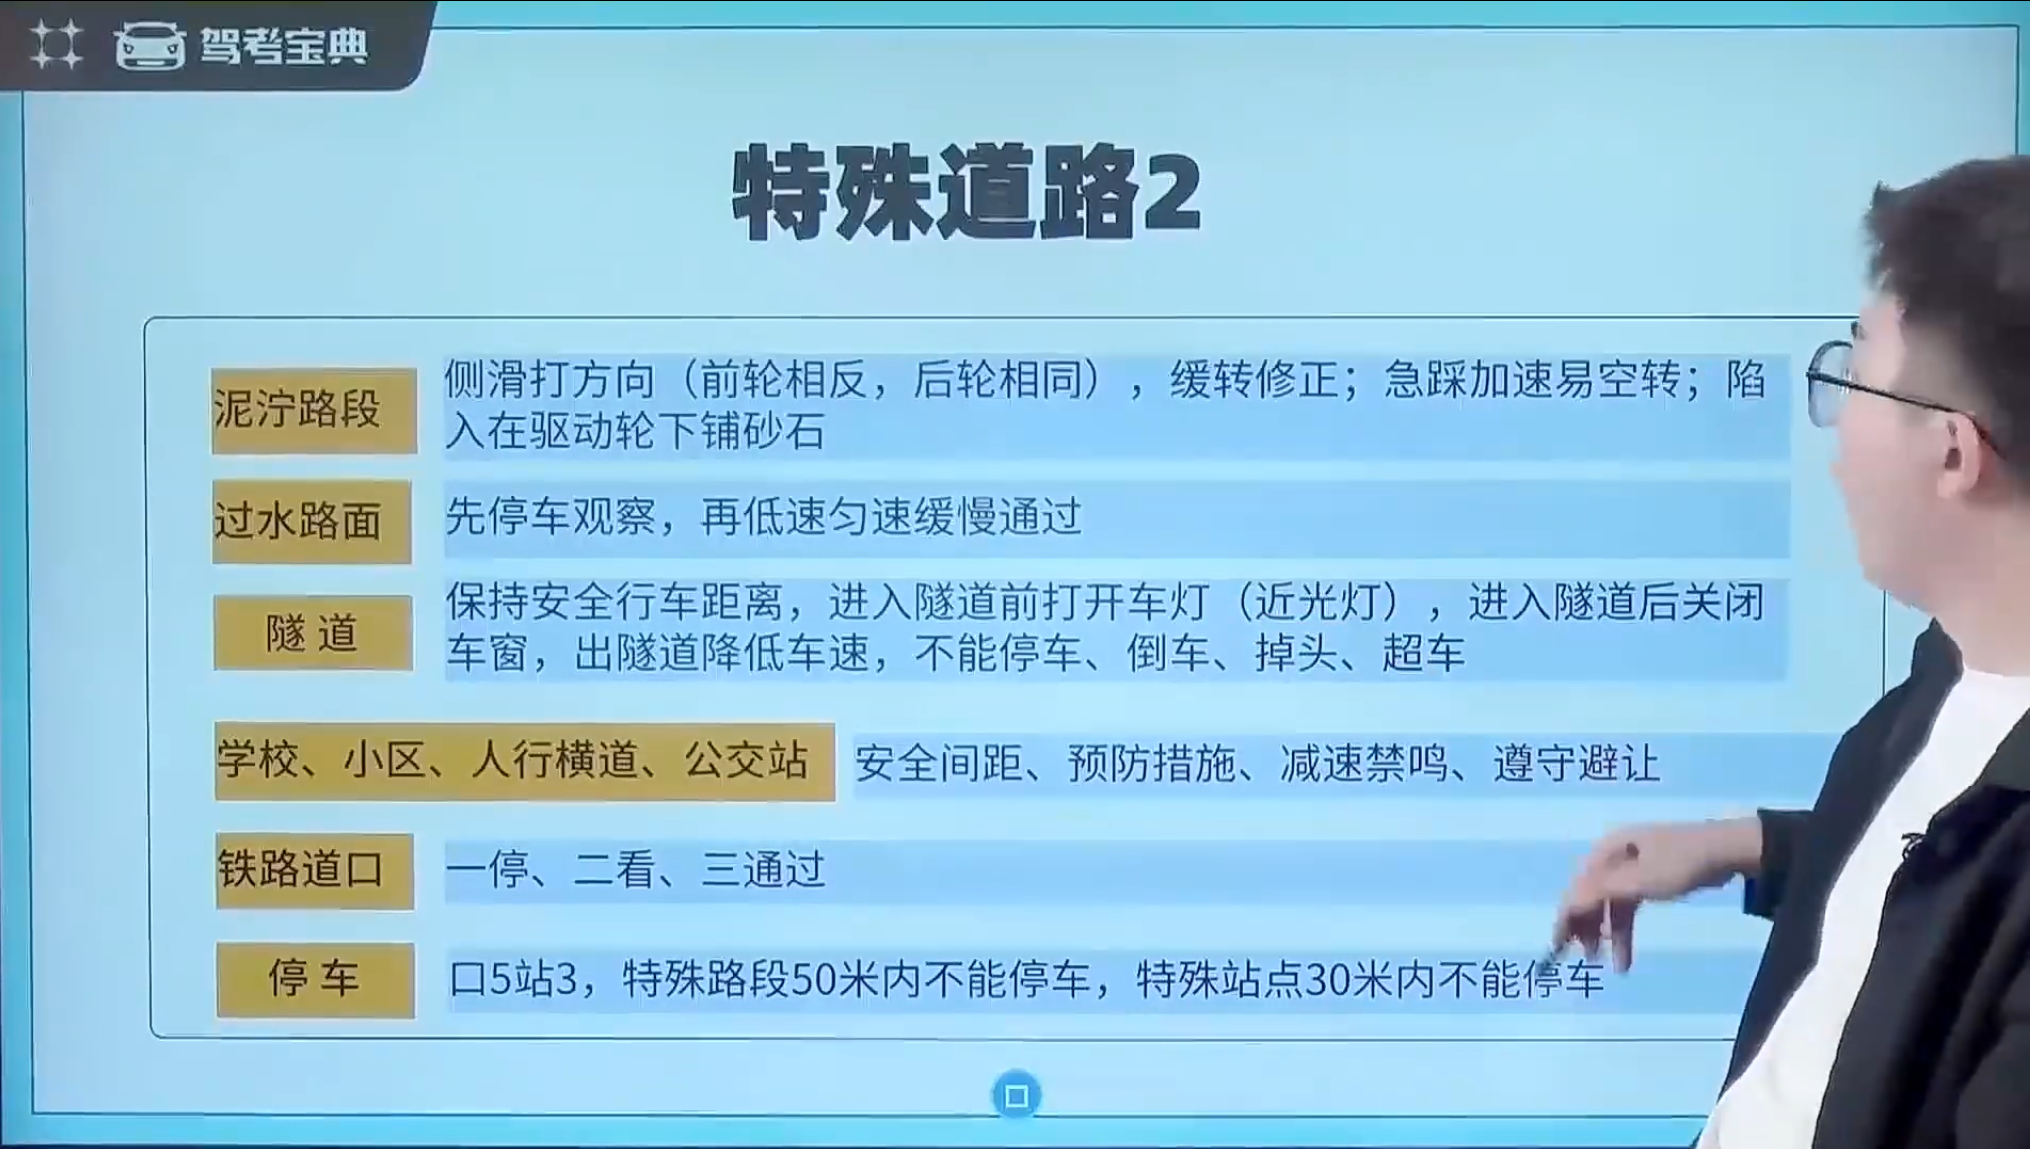 驾考宝典
特殊道路2
泥泞路段
侧滑打方向（前轮相反，后轮相同），缓转修正；急踩加速易空转；陷
入在驱动轮下铺砂石
过水路面
先停车观察，再低速匀速缓慢通过
隧道
保持安全行车距离，进入隧道前打开车灯（近光灯），进入隧道后关闭
车窗，出隧道降低车速，不能停车、倒车、掉头、超车
学校、小区、人行横道、公交站
安全间距、预防措施、减速禁鸣、遵守避让
铁路道口
一停、二看、三通过
停车
口5站3，特殊路段50米内不能停车，特殊站点30米内不能停车